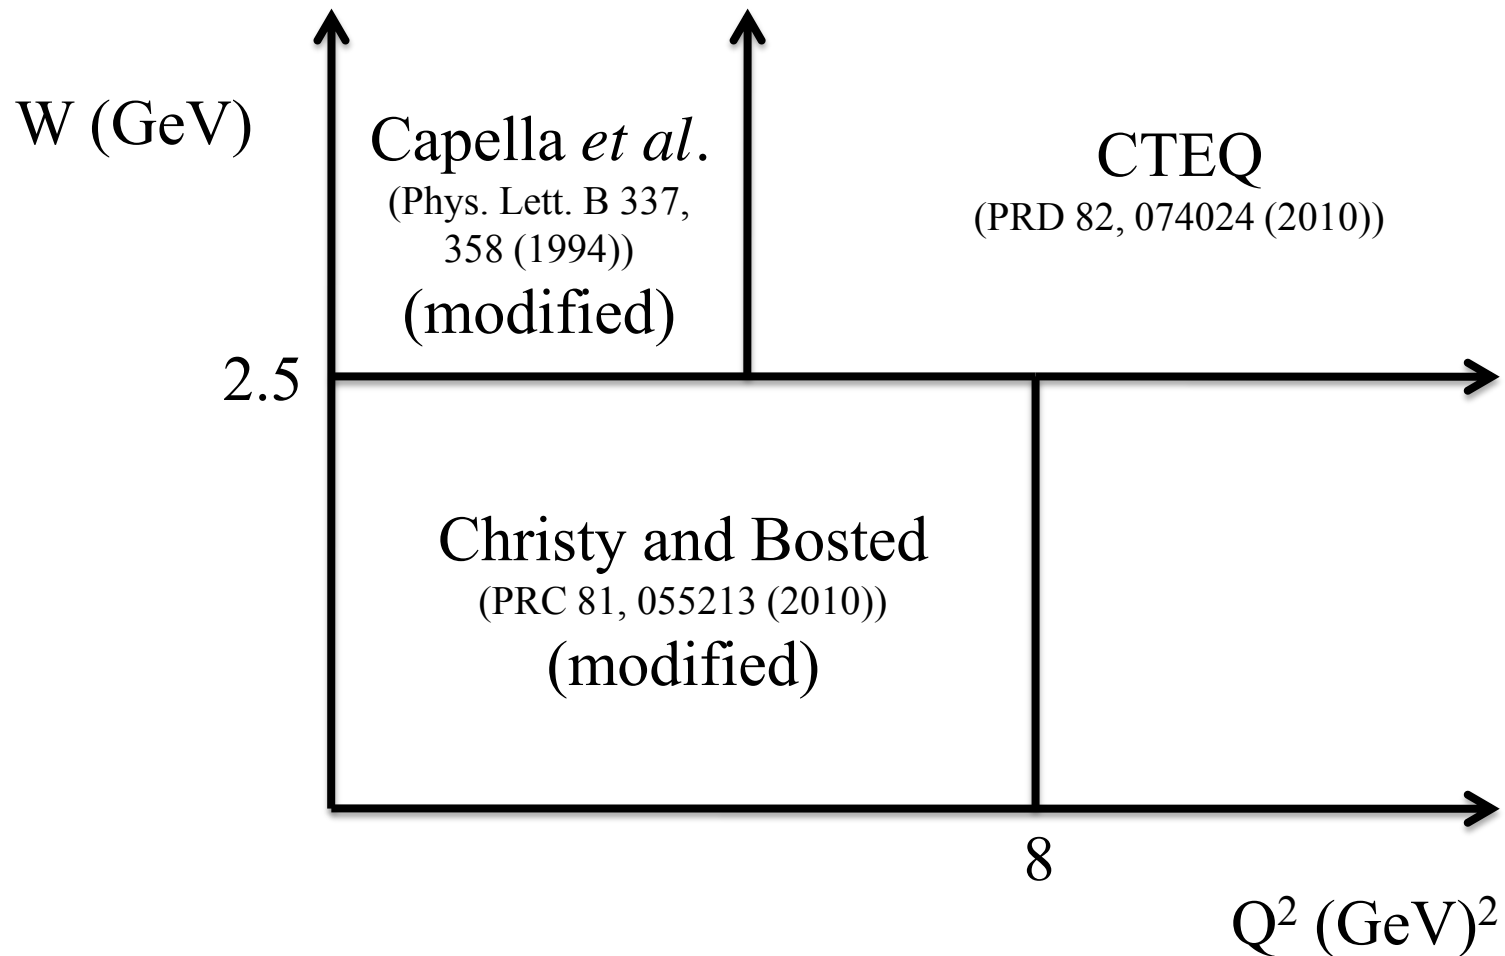 W (GeV)
Capella et al.
(Phys. Lett. B 337,
358 (1994))
(modified)
CTEQ
(PRD 82, 074024 (2010))
2.5
Christy and Bosted
(PRC 81, 055213 (2010))
(modified)
8
Q² (GeV)²